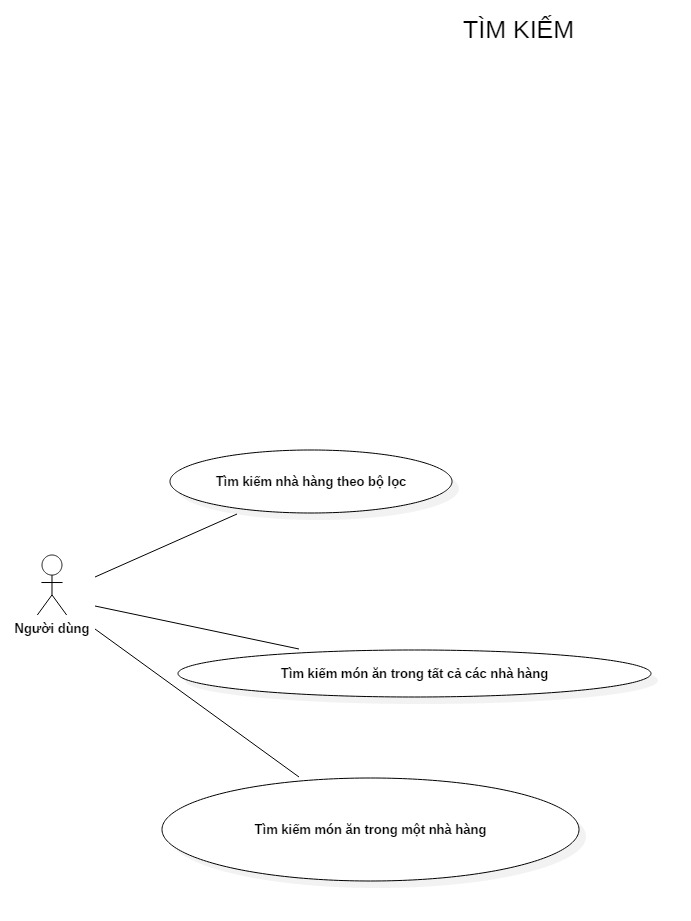 TÌM KIẾM
Tìm kiếm nhà hàng theo bộ lọc
Người dùng
Tìm kiếm món ăn trong tất cả các nhà hàng
Tìm kiếm món ăn trong một nhà hàng